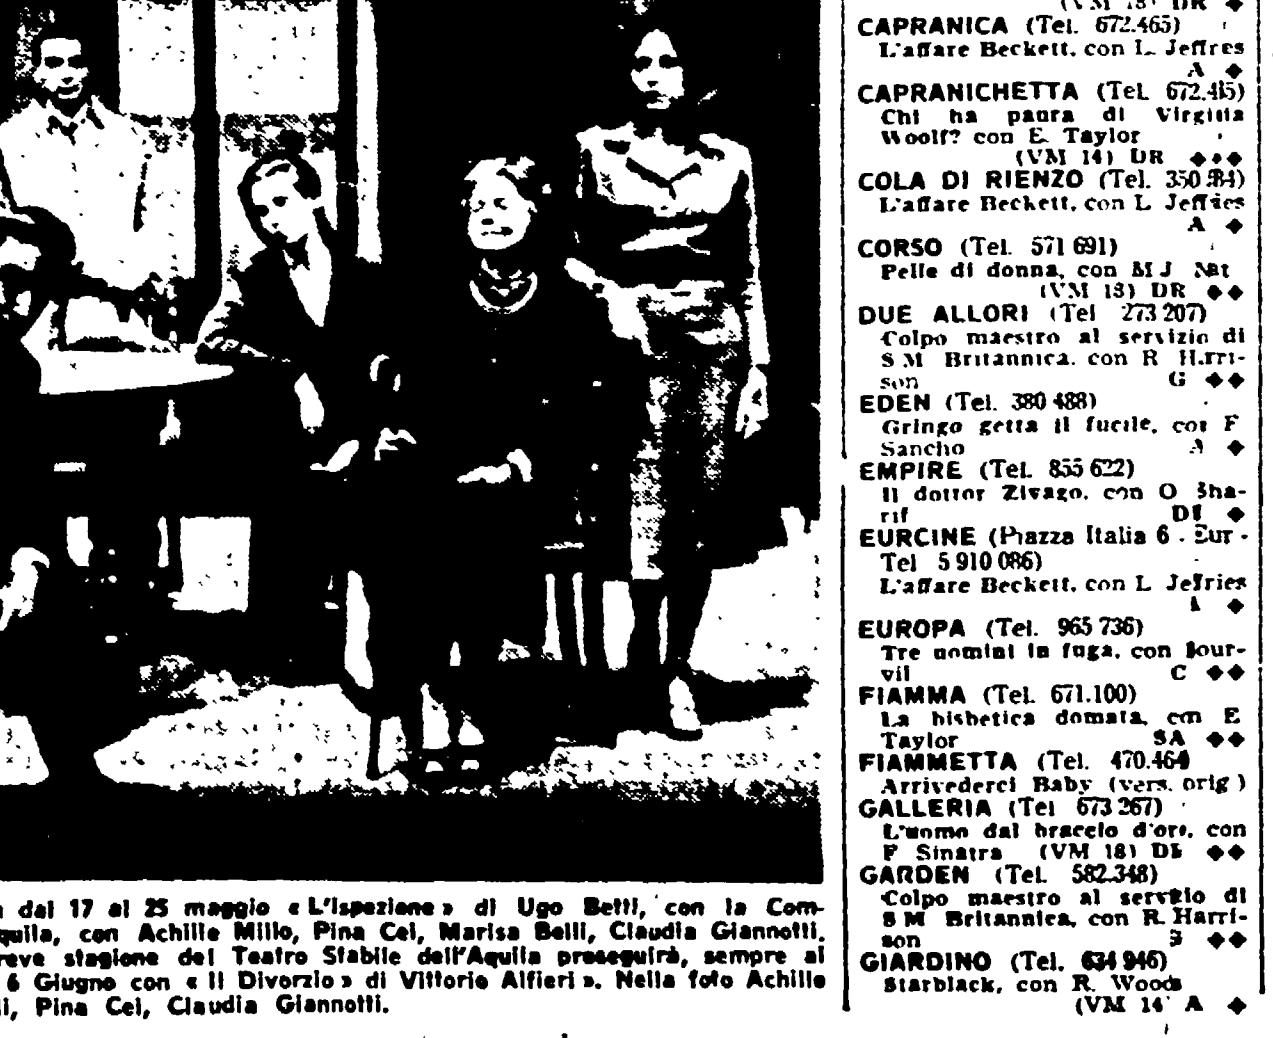 dal 17 al 25 maggio « L'Ispezione » di Ugo Betti, con la Com-
quila, con Achille Millo, Pina Cei, Marisa Belli, Claudia Giannotti.
reve stagione del Teatro Stabile dell'Aquila proseguirà, sempre al
6 Giugno con « Il Divorzio » di Vittorio Alfieri ». Nella foto Achille
li, Pina Cei, Claudia Giannotti.
(VM 18) DR ◆
CAPRANICA (Tel. 672.465)
L'affare Beckett, con L. Jeffres
A ◆
CAPRANICHETTA (Tel. 672.465)
Chi ha paura di Virginia
Woolf? con E. Taylor
(VM 14) DR ◆◆◆
COLA DI RIENZO (Tel. 350.584)
L'affare Beckett, con L. Jeffries
A ◆
CORSO (Tel. 571 691)
Pelle di donna, con M J Nat
(VM 18) DR ◆◆
DUE ALLORI (Tel 273 207)
Colpo maestro al servizio di
S M Britannica, con R Harri-
son G ◆◆
EDEN (Tel. 380 488)
Gringo getta il fucile, con F
Sancho A ◆
EMPIRE (Tel. 855 622)
Il dottor Zivago, con O Sha-
rif DR ◆
EURCINE (Piazza Italia 6 - Eur -
Tel 5 910 086)
L'affare Beckett, con L Jeffries
A ◆
EUROPA (Tel. 965 736)
Tre uomini in fuga, con Bour-
vil C ◆◆
FIAMMA (Tel. 671.100)
La bisbetica domata, con E
Taylor SA ◆◆
FIAMMETTA (Tel. 470.464
Arrivederci Baby (vers. orig )
GALLERIA (Tel 673 267)
L'uomo dal braccio d'oro, con
F Sinatra (VM 18) DR ◆◆
GARDEN (Tel. 582.348)
Colpo maestro al servizio di
S M Britannica, con R. Harri-
son G ◆◆
GIARDINO (Tel. 634 946)
Starblack, con R. Woods
(VM 14 A ◆